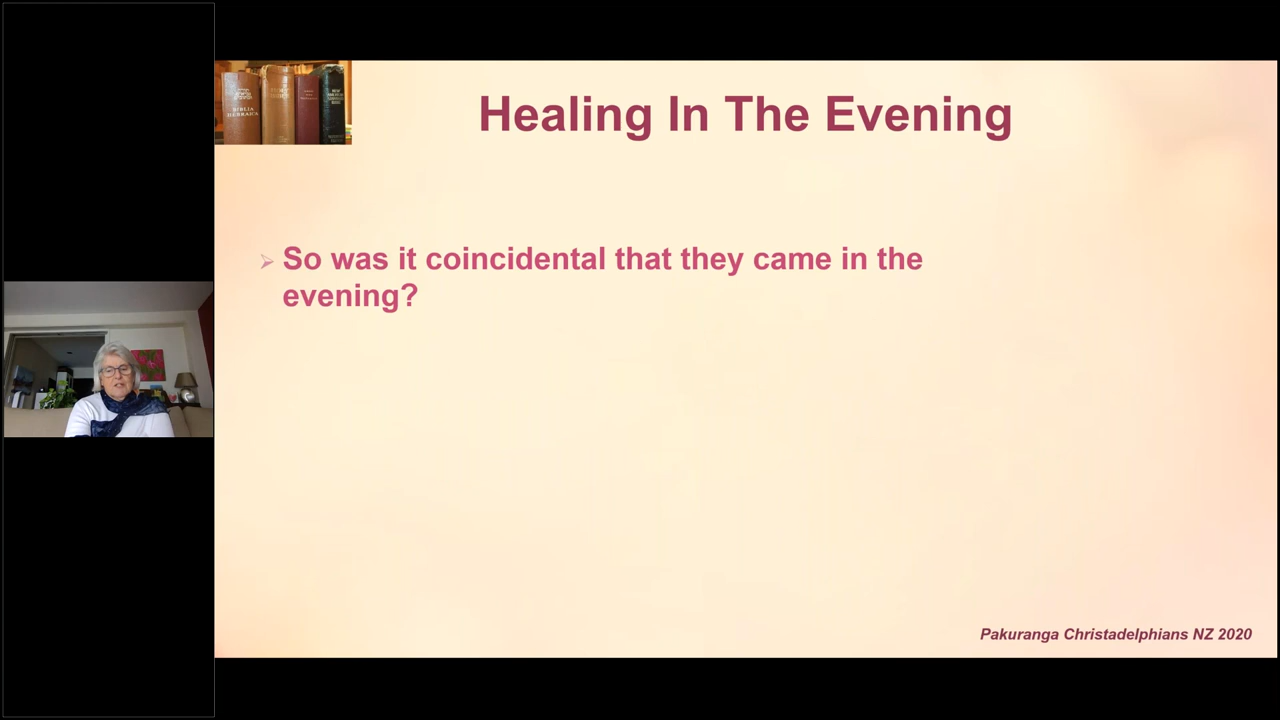 BIBLIA
HEBRAICA
Healing In The Evening
So was it coincidental that they came in the
evening?
Pakuranga Christadelphians NZ 2020